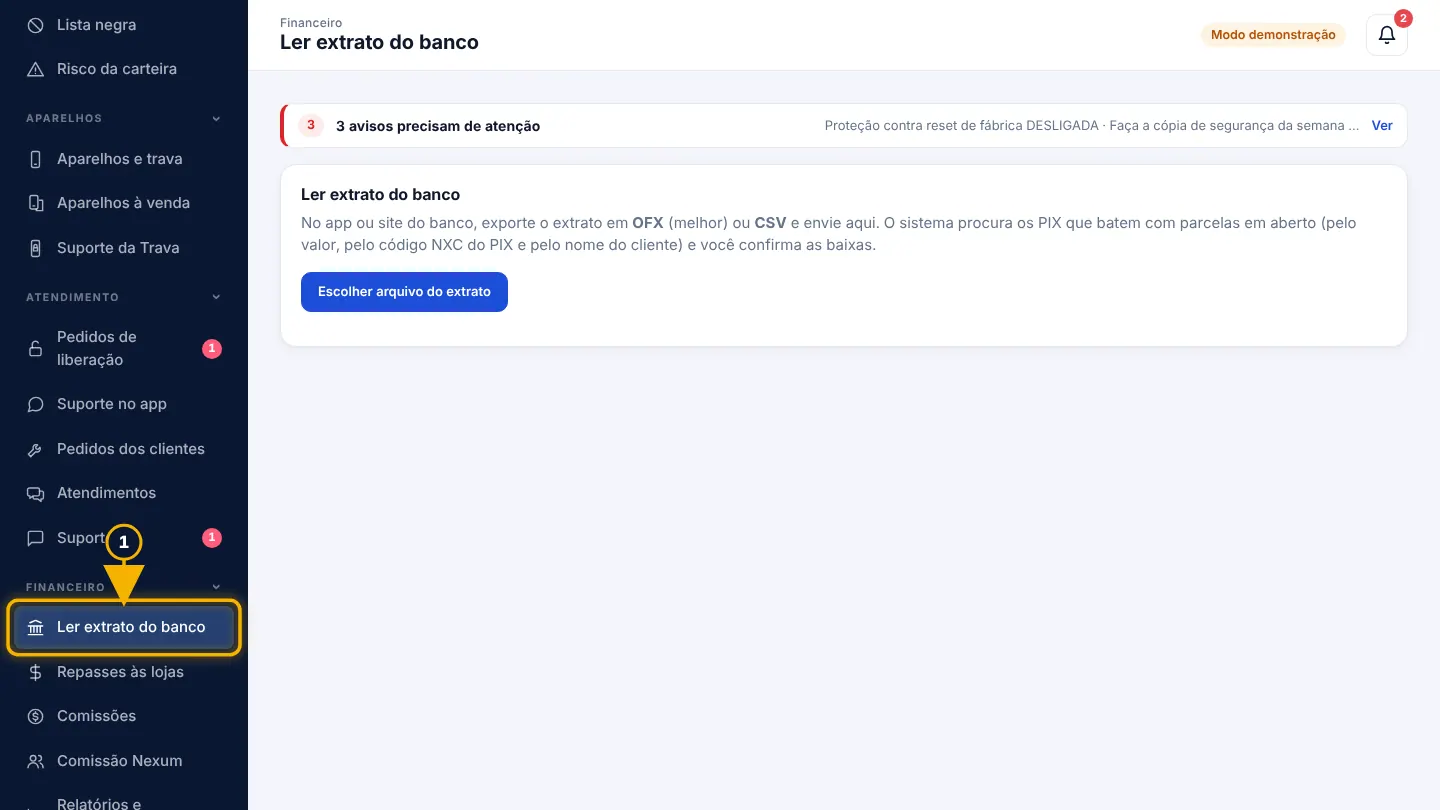 Lista negra
Risco da carteira
APARELHOS
Aparelhos e trava
Aparelhos à venda
Suporte da Trava
ATENDIMENTO
Pedidos de
liberação
1
Suporte no app
Pedidos dos clientes
Atendimentos
Suport
1
1
FINANCEIRO
Ler extrato do banco
Repasses às lojas
Comissões
Comissão Nexum
Relatórios e
Financeiro
Ler extrato do banco
Modo demonstração
2
3
3 avisos precisam de atenção
Proteção contra reset de fábrica DESLIGADA · Faça a cópia de segurança da semana ...
Ver
Ler extrato do banco
No app ou site do banco, exporte o extrato em OFX (melhor) ou CSV e envie aqui. O sistema procura os PIX que batem com parcelas em aberto (pelo
valor, pelo código NXC do PIX e pelo nome do cliente) e você confirma as baixas.
Escolher arquivo do extrato